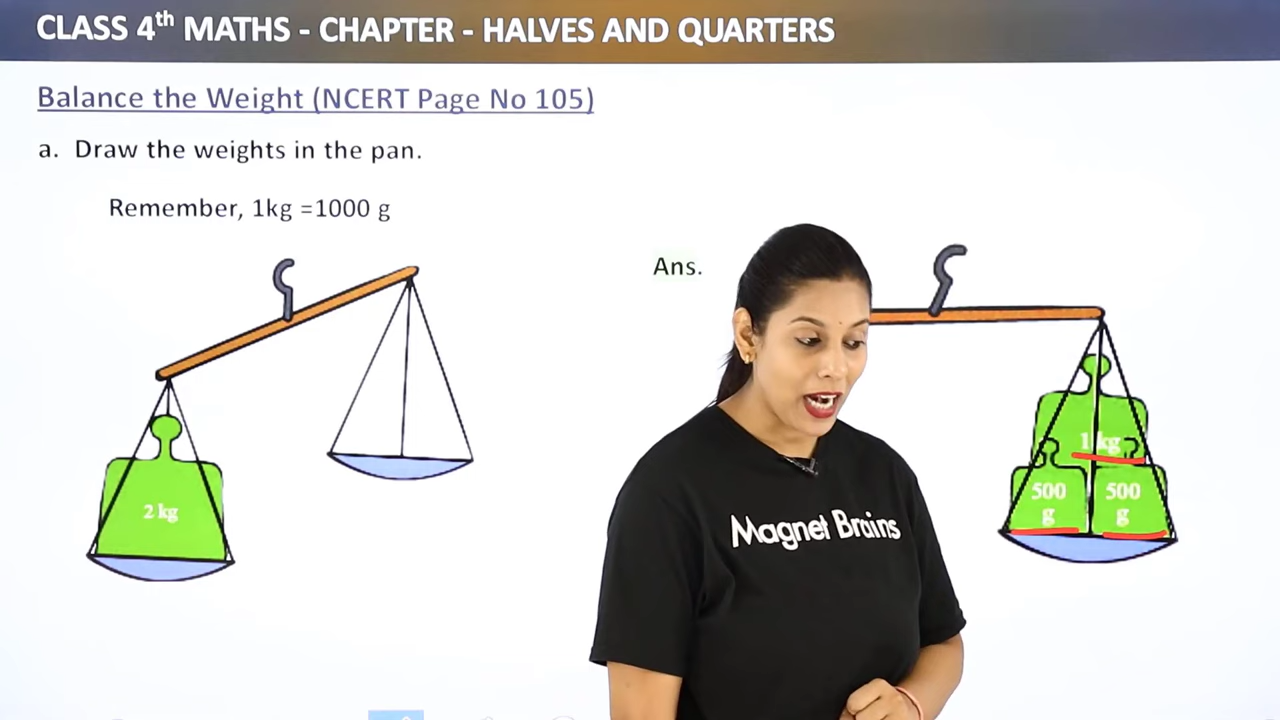 CLASS 4th MATHS - CHAPTER - HALVES AND QUARTERS
Balance the Weight (NCERT Page No 105)
a. Draw the weights in the pan.
Remember, 1kg =1000 g
Ans.
2 kg
1 kg
500
g
500
g
Magnet Brains